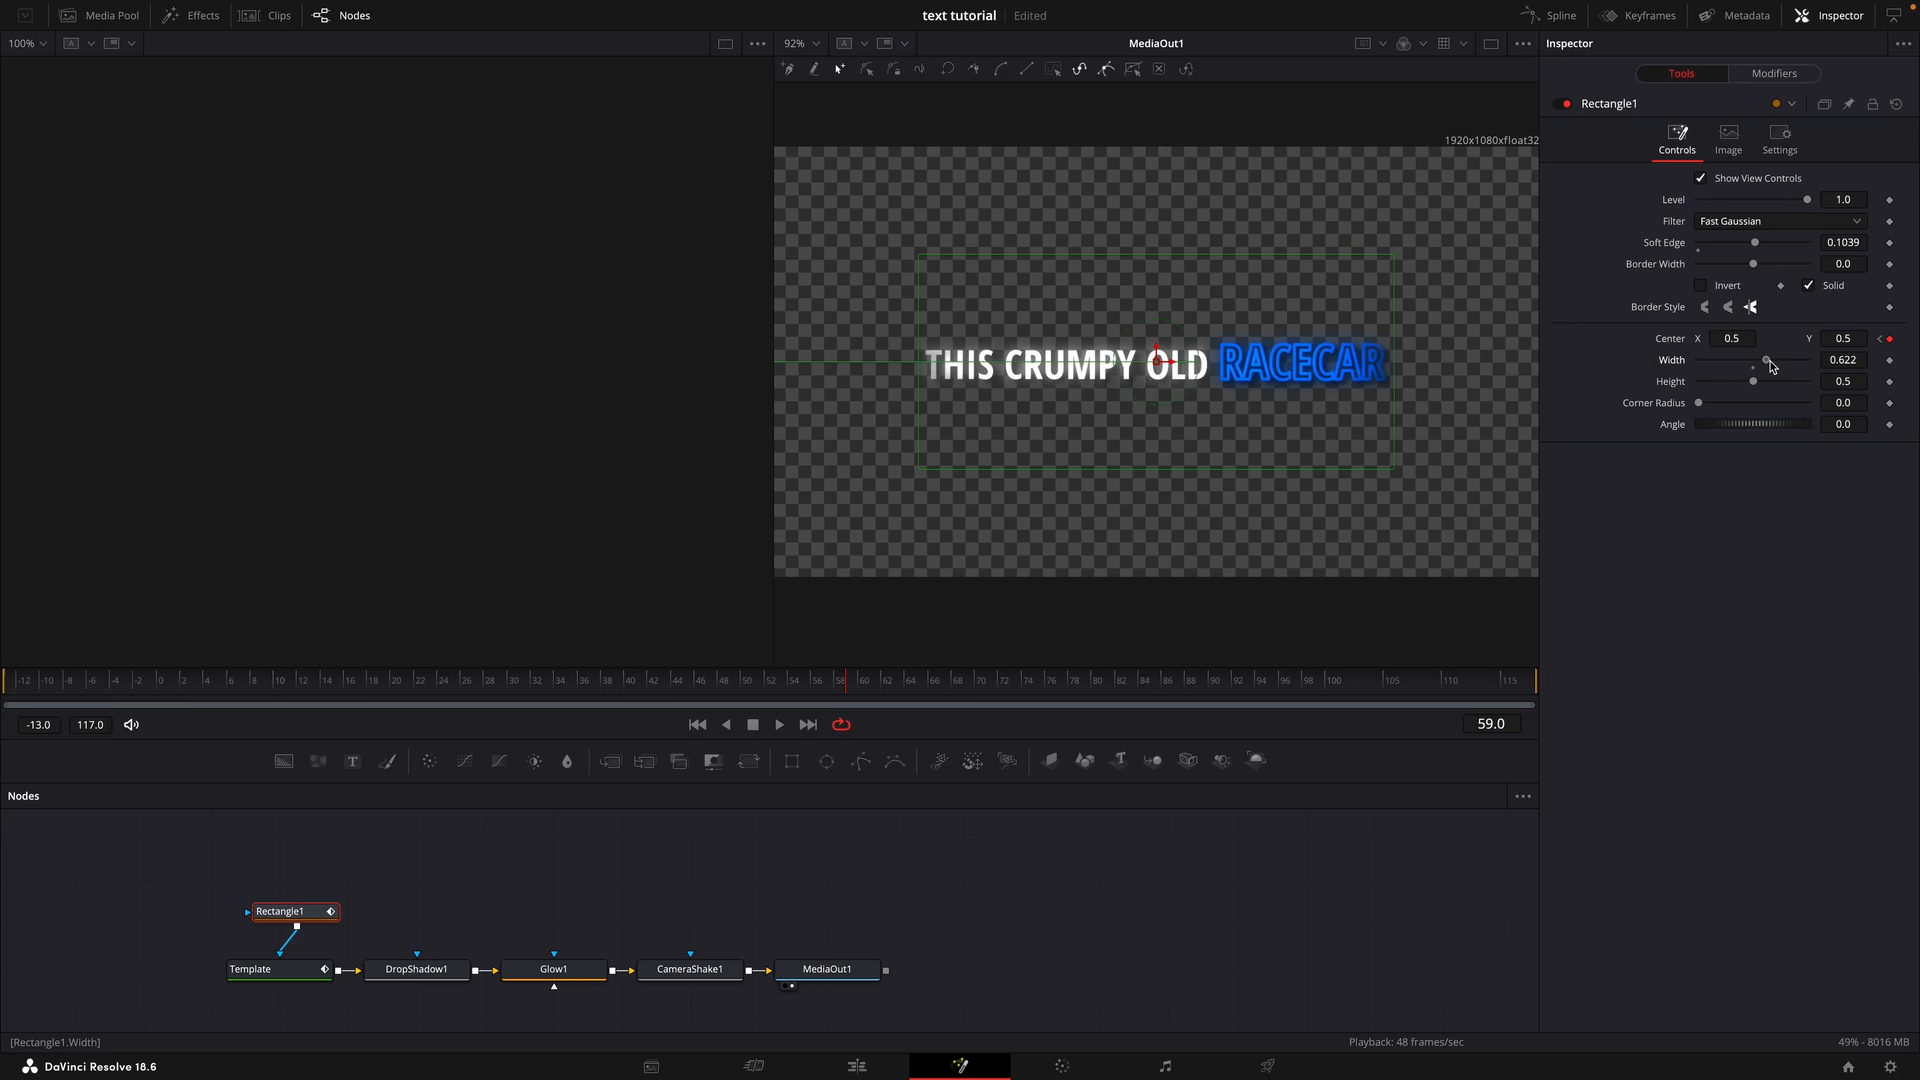 Media Pool Effects Clips Nodes text tutorial Edited Spline Keyframes Metadata Inspector
100% 92% MediaOut1 Inspector
Tools Modifiers
Rectangle1
1920x1080xfloat32
Controls Image Settings
Show View Controls
Level 1.0
Filter Fast Gaussian
Soft Edge 0.1039
Border Width 0.0
Invert Solid
Border Style
Center X 0.5 Y 0.5
Width 0.622
Height 0.5
Corner Radius 0.0
Angle 0.0
THIS CRUMPY OLD RACECAR
-12 -10 -8 -6 -4 -2 0 2 4 6 8 10 12 14 16 18 20 22 24 26 28 30 32 34 36 38 40 42 44 46 48 50 52 54 56 58 60 62 64 66 68 70 72 74 76 78 80 82 84 86 88 90 92 94 96 98 100 105 110 115
-13.0 117.0 59.0
T T
Nodes
Rectangle1
Template DropShadow1 Glow1 CameraShake1 MediaOut1
[Rectangle1.Width] Playback: 48 frames/sec 49% - 8016 MB
DaVinci Resolve 18.6